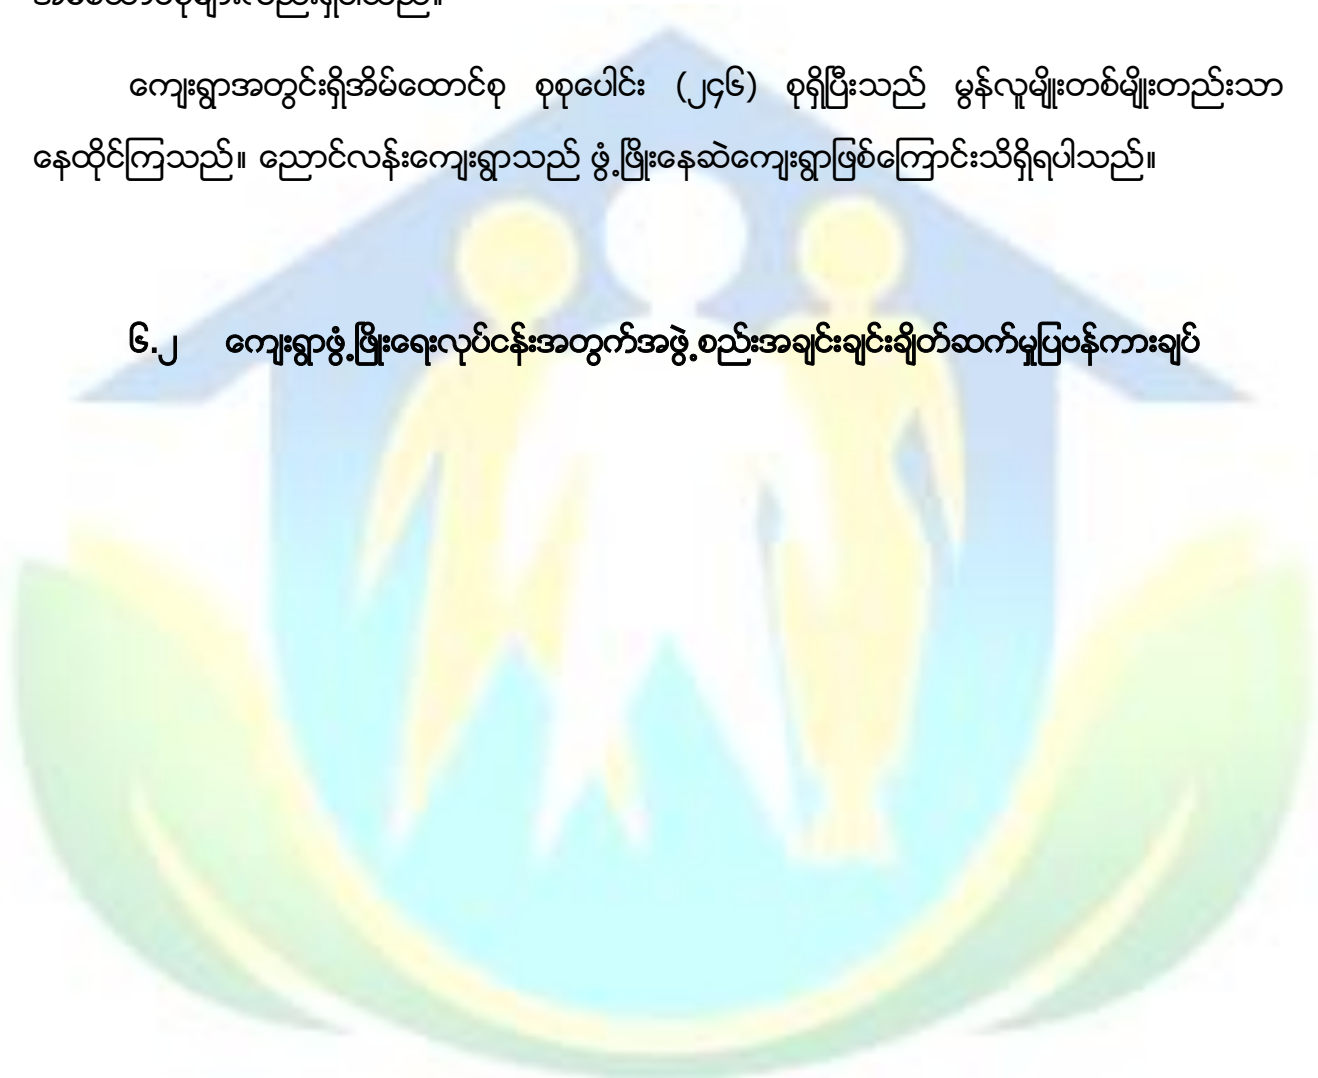 ကျေးရွာအတွင်းရှိအိမ်ထောင်စု စုစုပေါင်း (၂၄၆) စုရှိပြီးသည် မွန်လူမျိုးတစ်မျိုးတည်းသာ
နေထိုင်ကြသည်။ ညောင်လန်းကျေးရွာသည် ဖွံ့ဖြိုးနေဆဲကျေးရွာဖြစ်ကြောင်းသိရှိရပါသည်။
၆.၂ ကျေးရွာဖွံ့ဖြိုးရေးလုပ်ငန်းအတွက်အဖွဲ့စည်းအချင်းချင်းချိတ်ဆက်မှုပြဗန်ကားချပ်